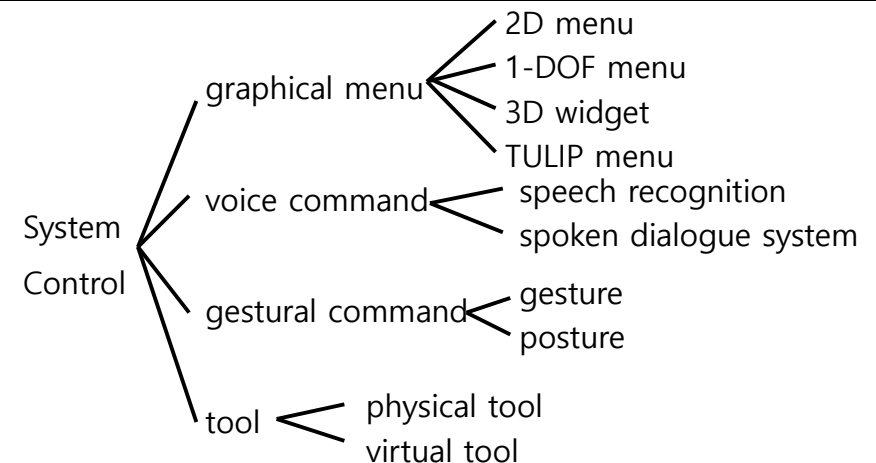 2D menu
1-DOF menu
graphical menu
3D widget
TULIP menu
speech recognition
voice command
System
spoken dialogue system
Control
gesture
gestural command
posture
physical tool
tool
virtual tool